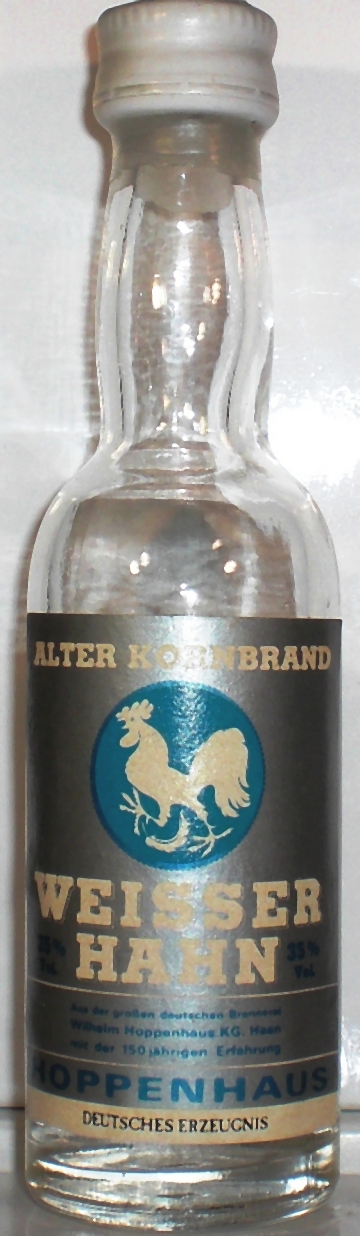 ALTER KORNBRAND
WEISSER
35% HAHN 35%
Vol. Vol.
Aus der großen deutschen Brennerei
Wilhelm Hoppenhaus KG. Haan
mit der 150 jährigen Erfahrung
HOPPENHAUS
DEUTSCHES ERZEUGNIS